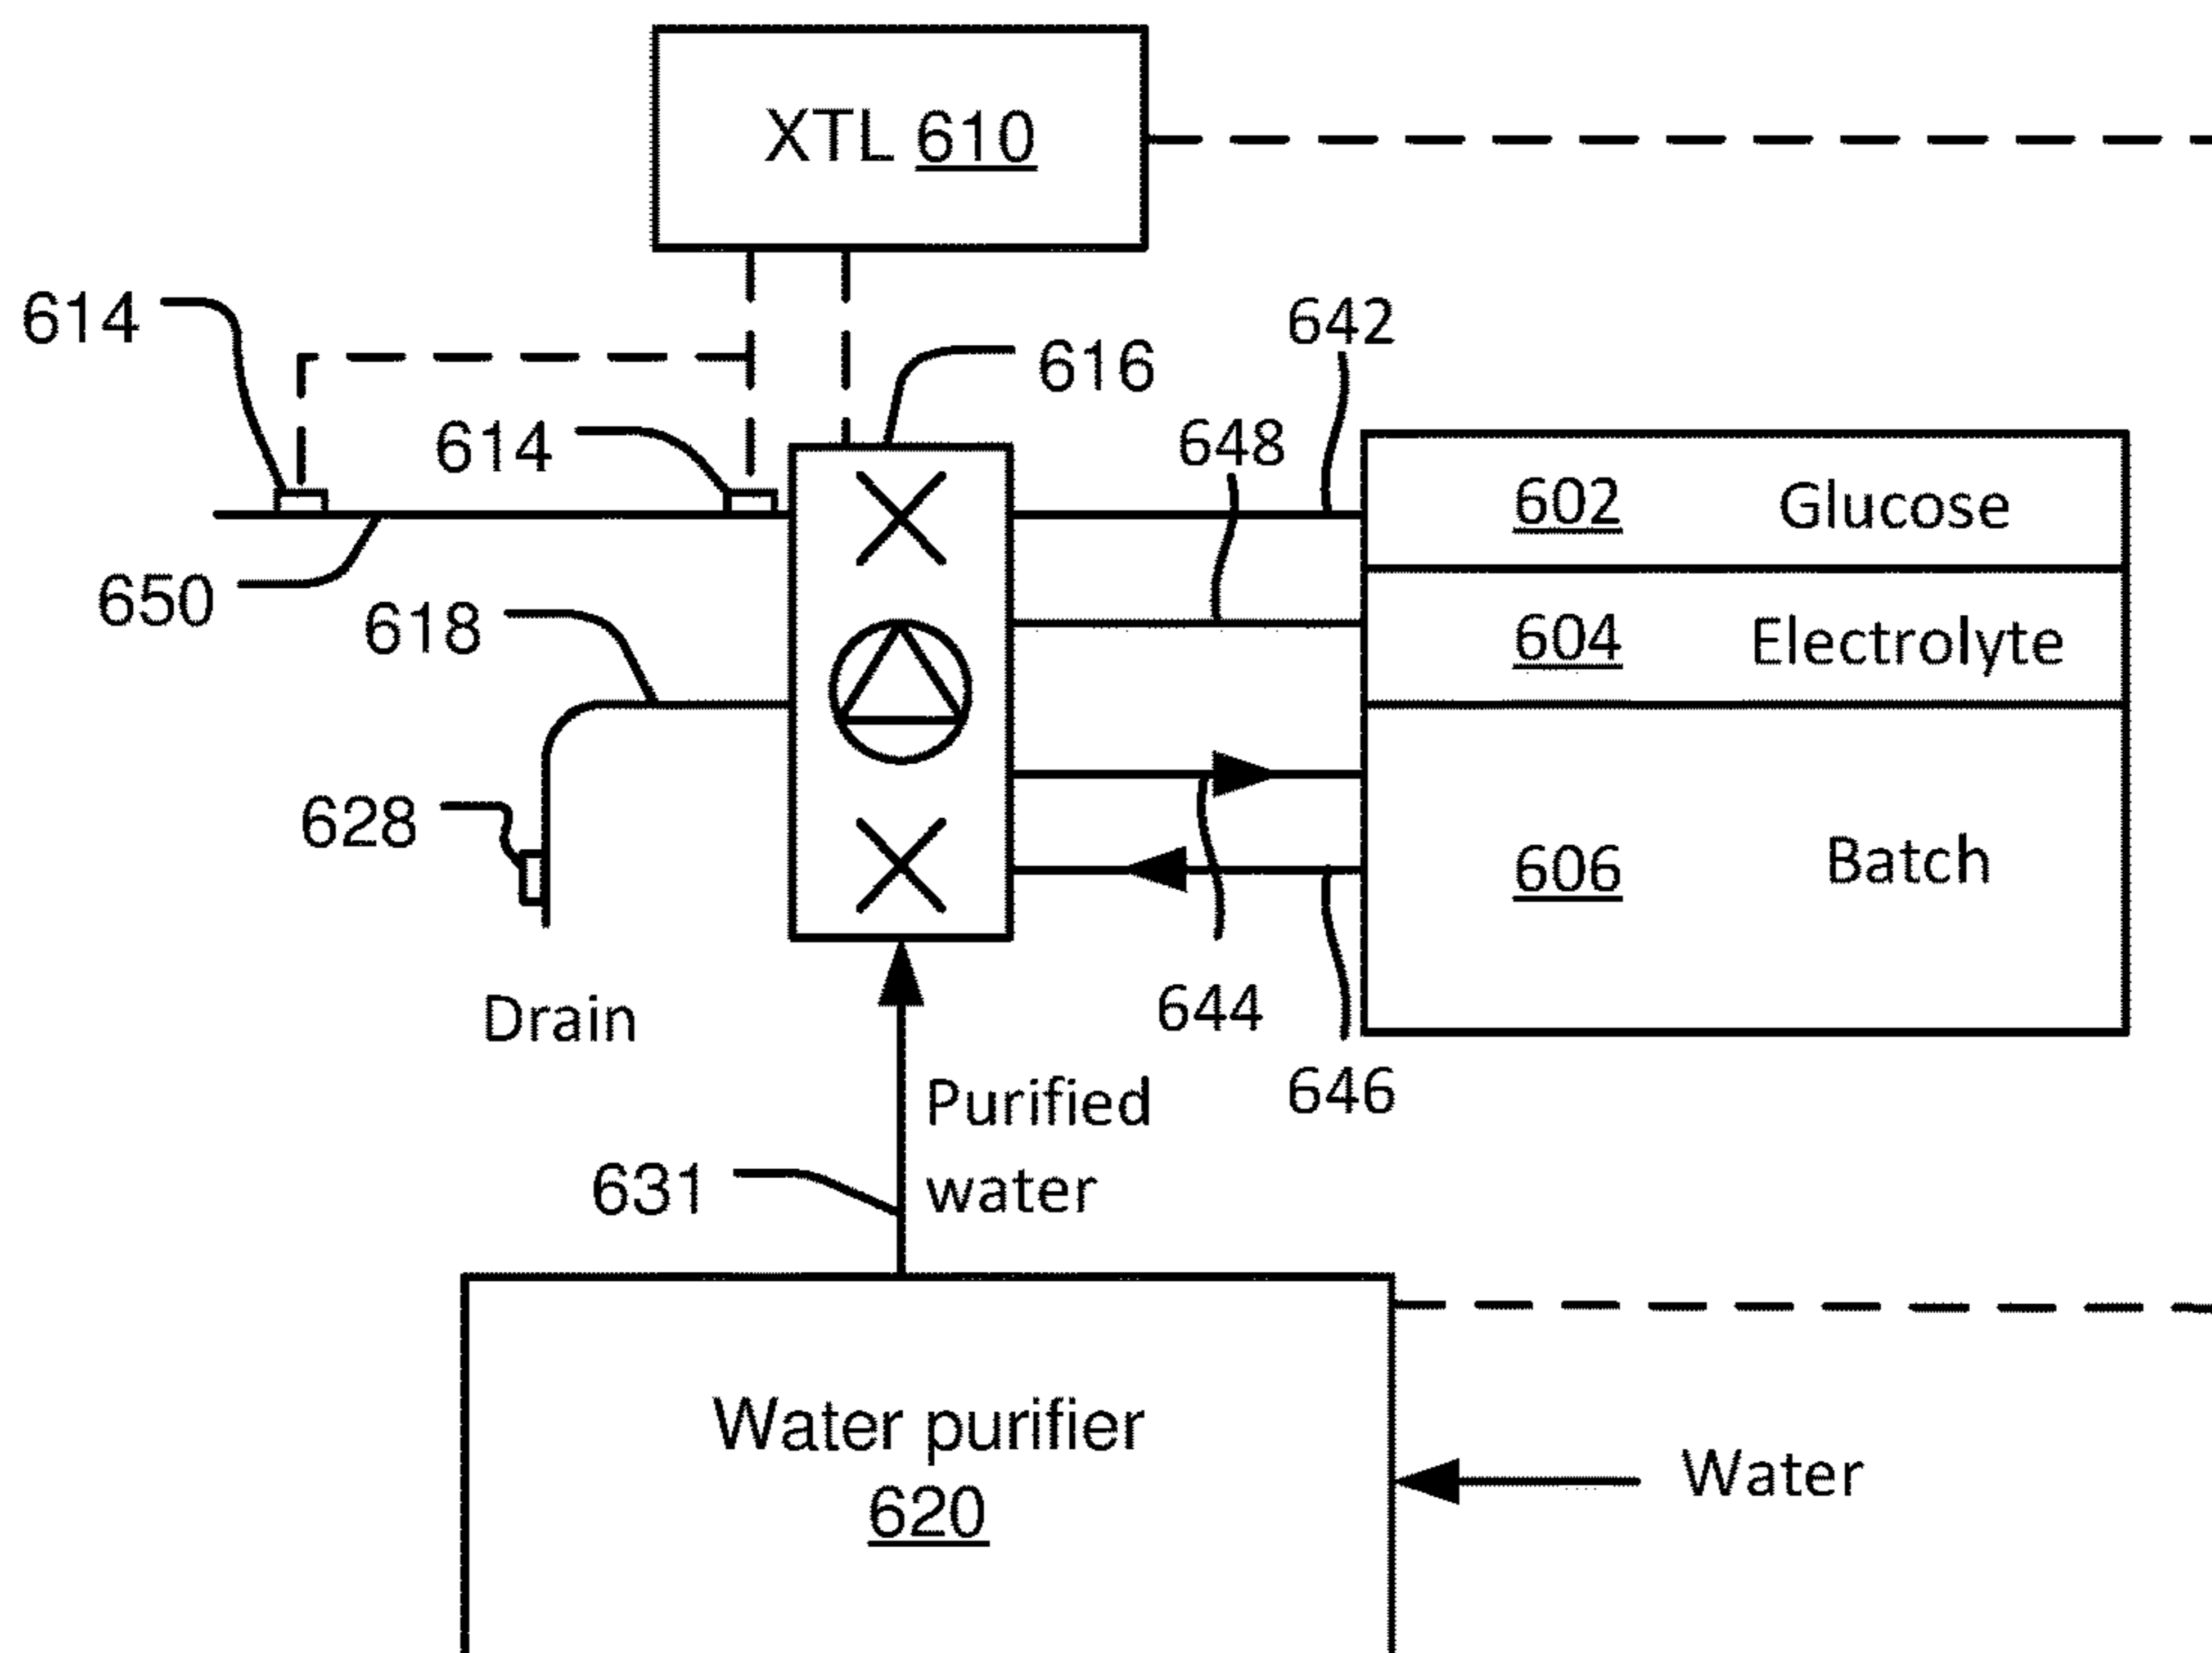 XTL 610
614
642
616
614
648
602 Glucose
650
618
604 Electrolyte
628
606 Batch
Drain
644
646
Purified
water
631
Water purifier
620
Water